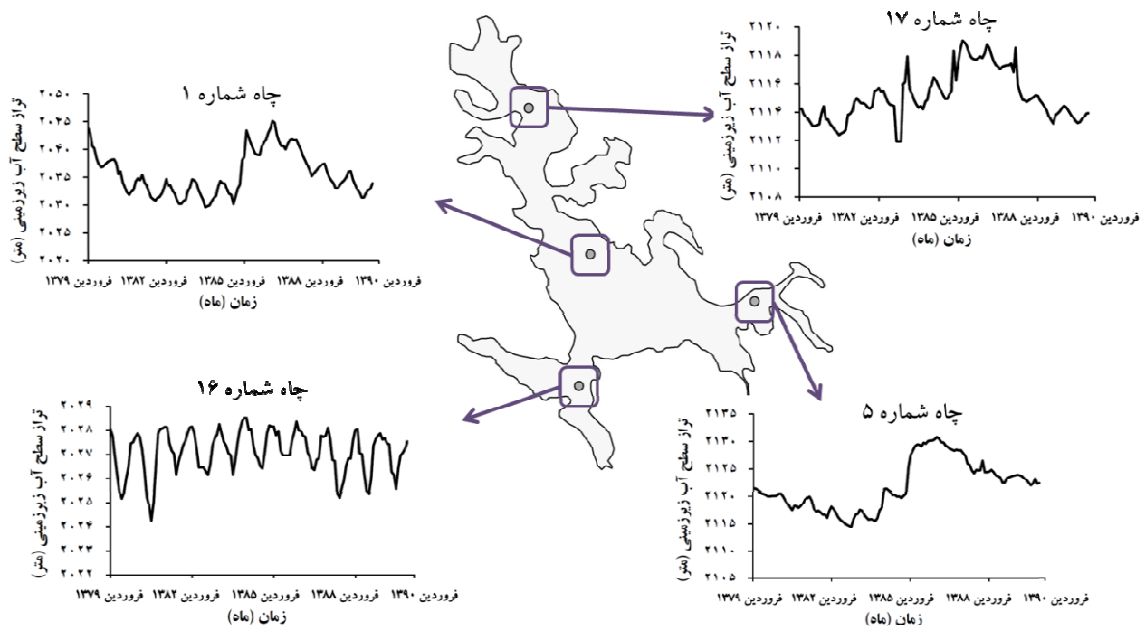 چاه شماره ۱۷
تراز سطح آب زیرزمینی (متر)
۲۱۲۰
۲۱۱۸
۲۱۱۶
۲۱۱۴
۲۱۱۲
۲۱۱۰
۲۱۰۸
فروردین ۱۳۷۹
فروردین ۱۳۸۲
فروردین ۱۳۸۵
فروردین ۱۳۸۸
فروردین ۱۳۹۰
زمان (ماه)
چاه شماره ۱
تراز سطح آب زیرزمینی (متر)
۲۰۵۰
۲۰۴۵
۲۰۴۰
۲۰۳۵
۲۰۳۰
۲۰۲۵
۲۰۲۰
فروردین ۱۳۷۹
فروردین ۱۳۸۲
فروردین ۱۳۸۵
فروردین ۱۳۸۸
فروردین ۱۳۹۰
زمان (ماه)
چاه شماره ۱۶
تراز سطح آب زیرزمینی (متر)
۲۰۲۹
۲۰۲۸
۲۰۲۷
۲۰۲۶
۲۰۲۵
۲۰۲۴
۲۰۲۳
۲۰۲۲
فروردین ۱۳۷۹
فروردین ۱۳۸۲
فروردین ۱۳۸۵
فروردین ۱۳۸۸
فروردین ۱۳۹۰
زمان (ماه)
چاه شماره ۵
تراز سطح آب زیرزمینی (متر)
۲۱۳۵
۲۱۳۰
۲۱۲۵
۲۱۲۰
۲۱۱۵
۲۱۱۰
۲۱۰۵
فروردین ۱۳۷۹
فروردین ۱۳۸۲
فروردین ۱۳۸۵
فروردین ۱۳۸۸
فروردین ۱۳۹۰
زمان (ماه)